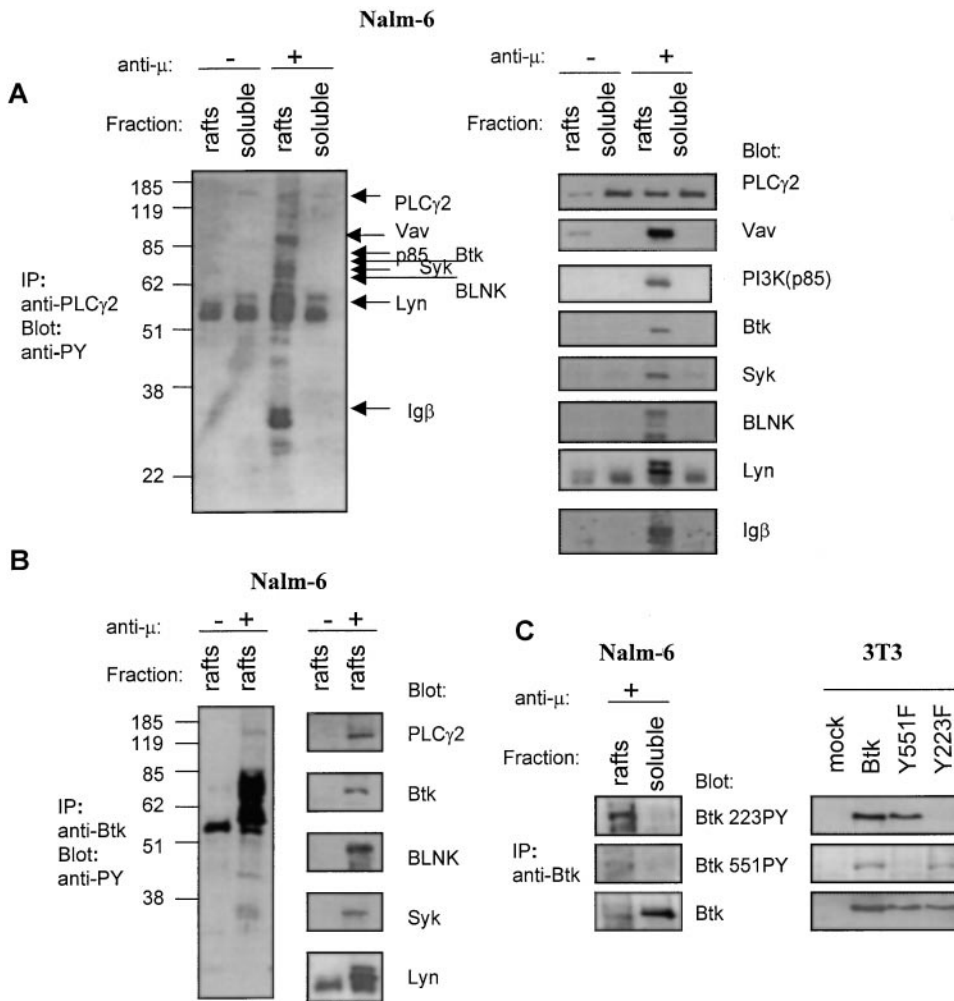 Nalm-6
A
anti-μ: - +
Fraction: rafts soluble rafts soluble
185
119
85
62
51
38
22
IP:
anti-PLCγ2
Blot:
anti-PY
PLCγ2
Vav
p85 Btk
Syk
BLNK
Lyn
Igβ
anti-μ: - +
Fraction: rafts soluble rafts soluble
Blot:
PLCγ2
Vav
PI3K(p85)
Btk
Syk
BLNK
Lyn
Igβ
B
Nalm-6
anti-μ: - + - +
Fraction: rafts rafts rafts rafts
Blot:
185
119
85
62
51
38
IP:
anti-Btk
Blot:
anti-PY
PLCγ2
Btk
BLNK
Syk
Lyn
C
Nalm-6
anti-μ: +
Fraction: rafts soluble
Blot:
IP:
anti-Btk
Btk 223PY
Btk 551PY
Btk
3T3
mock Btk Y551F Y223F